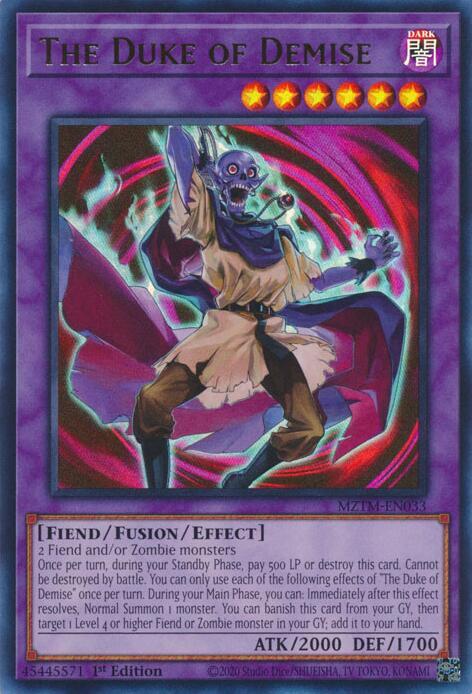 THE DUKE OF DEMISE
DARK
闇
MZTM-EN033
[FIEND/FUSION/EFFECT]
2 Fiend and/or Zombie monsters
Once per turn, during your Standby Phase, pay 500 LP or destroy this card. Cannot
be destroyed by battle. You can only use each of the following effects of "The Duke of
Demise" once per turn. During your Main Phase, you can: Immediately after this effect
resolves, Normal Summon 1 monster. You can banish this card from your GY, then
target 1 Level 4 or higher Fiend or Zombie monster in your GY; add it to your hand.
ATK/2000 DEF/1700
45445571 1st Edition ©2020 Studio Dice/SHUEISHA, TV TOKYO, KONAMI